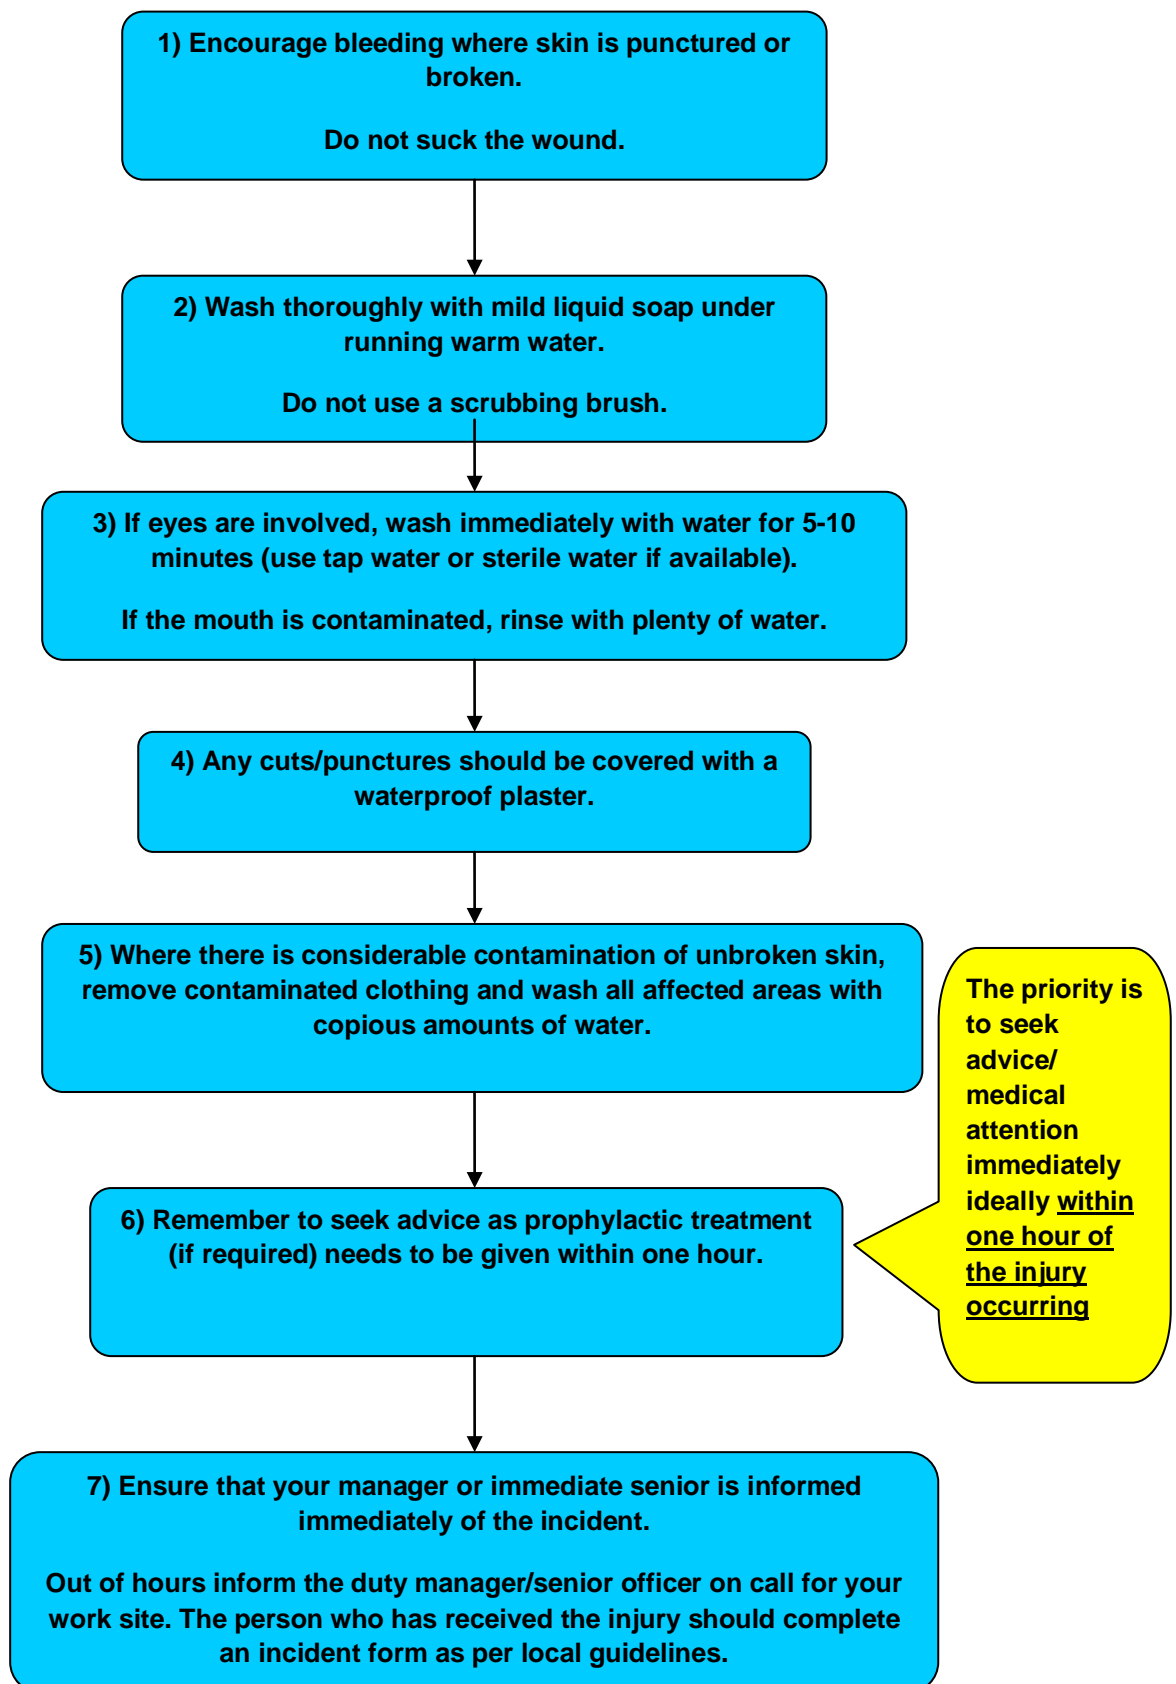 1) Encourage bleeding where skin is punctured or
broken.
Do not suck the wound.
2) Wash thoroughly with mild liquid soap under
running warm water.
Do not use a scrubbing brush.
3) If eyes are involved, wash immediately with water for 5-10
minutes (use tap water or sterile water if available).
If the mouth is contaminated, rinse with plenty of water.
4) Any cuts/punctures should be covered with a
waterproof plaster.
5) Where there is considerable contamination of unbroken skin,
remove contaminated clothing and wash all affected areas with
copious amounts of water.
The priority is
to seek
advice/
medical
attention
immediately
ideally within
one hour of
the injury
occurring
6) Remember to seek advice as prophylactic treatment
(if required) needs to be given within one hour.
7) Ensure that your manager or immediate senior is informed
immediately of the incident.
Out of hours inform the duty manager/senior officer on call for your
work site. The person who has received the injury should complete
an incident form as per local guidelines.